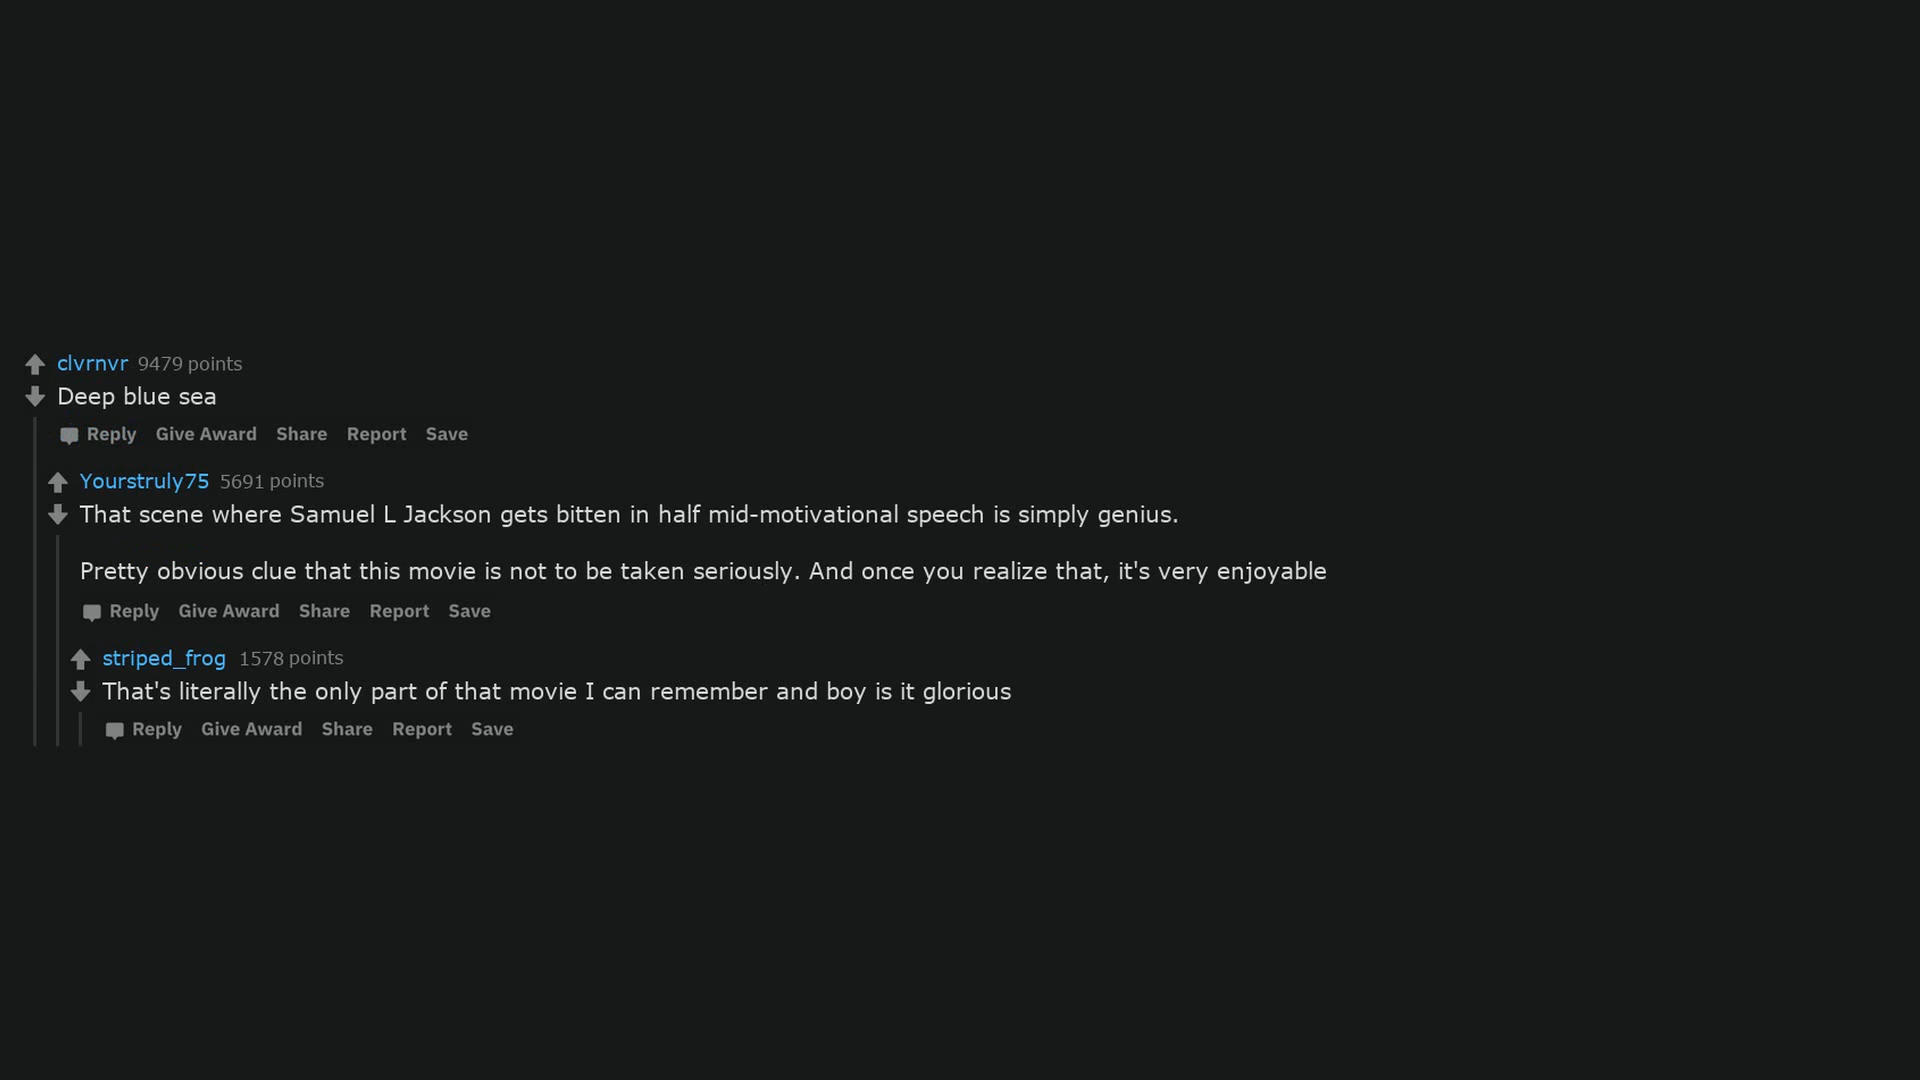 clvrnvr 9479 points
Deep blue sea
Reply Give Award Share Report Save
Yourstruly75 5691 points
That scene where Samuel L Jackson gets bitten in half mid-motivational speech is simply genius.
Pretty obvious clue that this movie is not to be taken seriously. And once you realize that, it's very enjoyable
Reply Give Award Share Report Save
striped_frog 1578 points
That's literally the only part of that movie I can remember and boy is it glorious
Reply Give Award Share Report Save